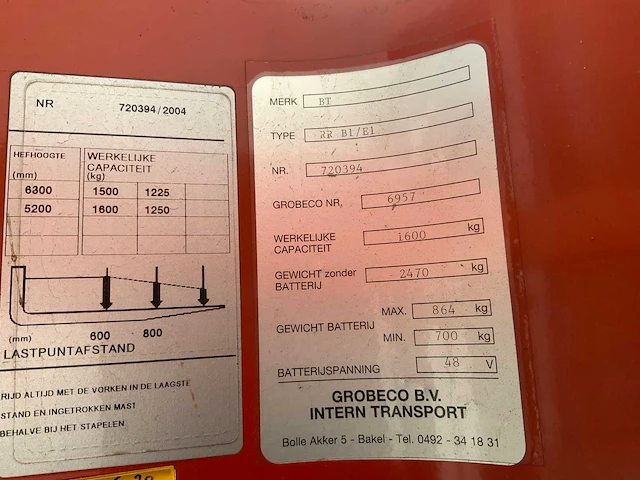 NR 720394/2004
HEFHOOGTE WERKELIJKE
CAPACITEIT
(mm) (kg)
6300 1500 1225
5200 1600 1250
(mm) 600 800
LASTPUNTAFSTAND
RIJD ALTIJD MET DE VORKEN IN DE LAAGSTE
STAND EN INGETROKKEN MAST
BEHALVE BIJ HET STAPELEN
MERK BT
TYPE RR B1/E1
NR. 720394
GROBECO NR, 6957
WERKELIJKE
CAPACITEIT 1600 kg
GEWICHT zonder
BATTERIJ 2470 kg
GEWICHT BATTERIJ MAX. 864 kg
MIN. 700 kg
BATTERIJSPANNING 48 V
GROBECO B.V.
INTERN TRANSPORT
Bolle Akker 5 - Bakel - Tel. 0492 - 34 18 31